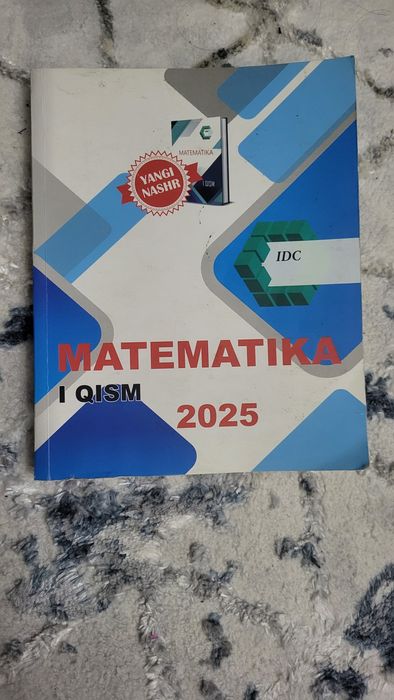 MATEMATIKA
I QISM
YANGI
NASHR
IDC
MATEMATIKA
I QISM
2025